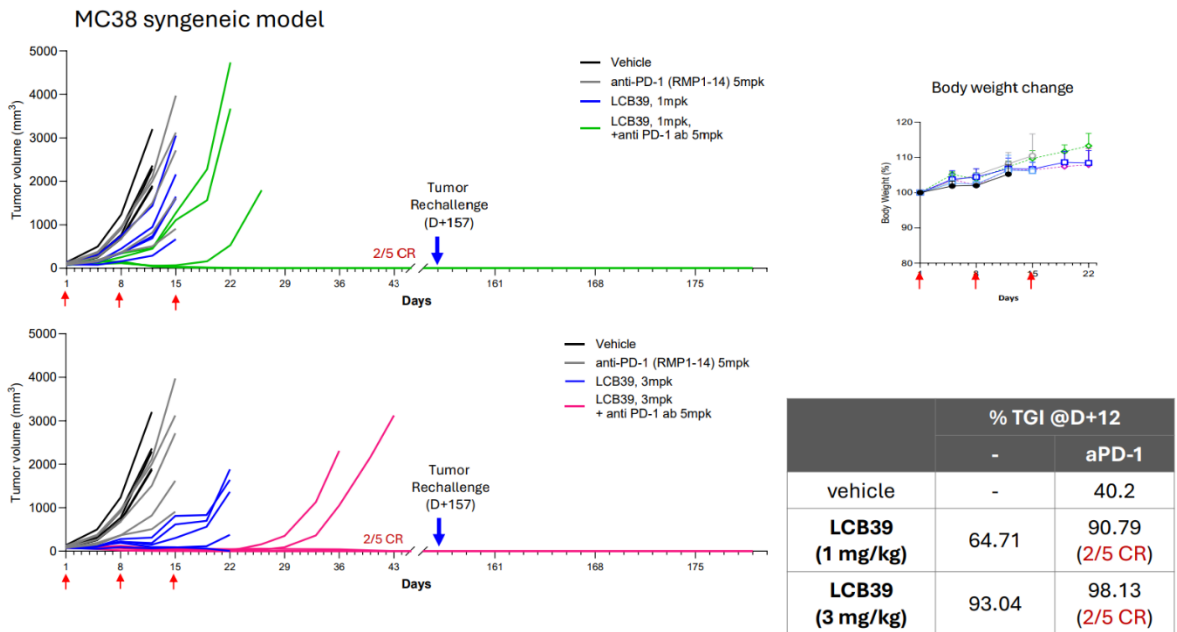 MC38 syngeneic model
5000
4000
3000
2000
1000
0
Tumor volume (mm³)
Vehicle
anti-PD-1 (RMP1-14) 5mpk
LCB39, 1mpk
LCB39, 1mpk,
+anti PD-1 ab 5mpk
Tumor
Rechallenge
(D+157)
2/5 CR
1 8 15 22 29 36 43 161 168 175
Days
Body weight change
120
110
100
90
80
Body Weight (%)
1 8 15 22
Days
5000
4000
3000
2000
1000
0
Tumor volume (mm³)
Vehicle
anti-PD-1 (RMP1-14) 5mpk
LCB39, 3mpk
LCB39, 3mpk
+ anti PD-1 ab 5mpk
Tumor
Rechallenge
(D+157)
2/5 CR
1 8 15 22 29 36 43 161 168 175
Days
% TGI @D+12
- aPD-1
vehicle - 40.2
LCB39
(1 mg/kg)
64.71
90.79
(2/5 CR)
LCB39
(3 mg/kg)
93.04
98.13
(2/5 CR)